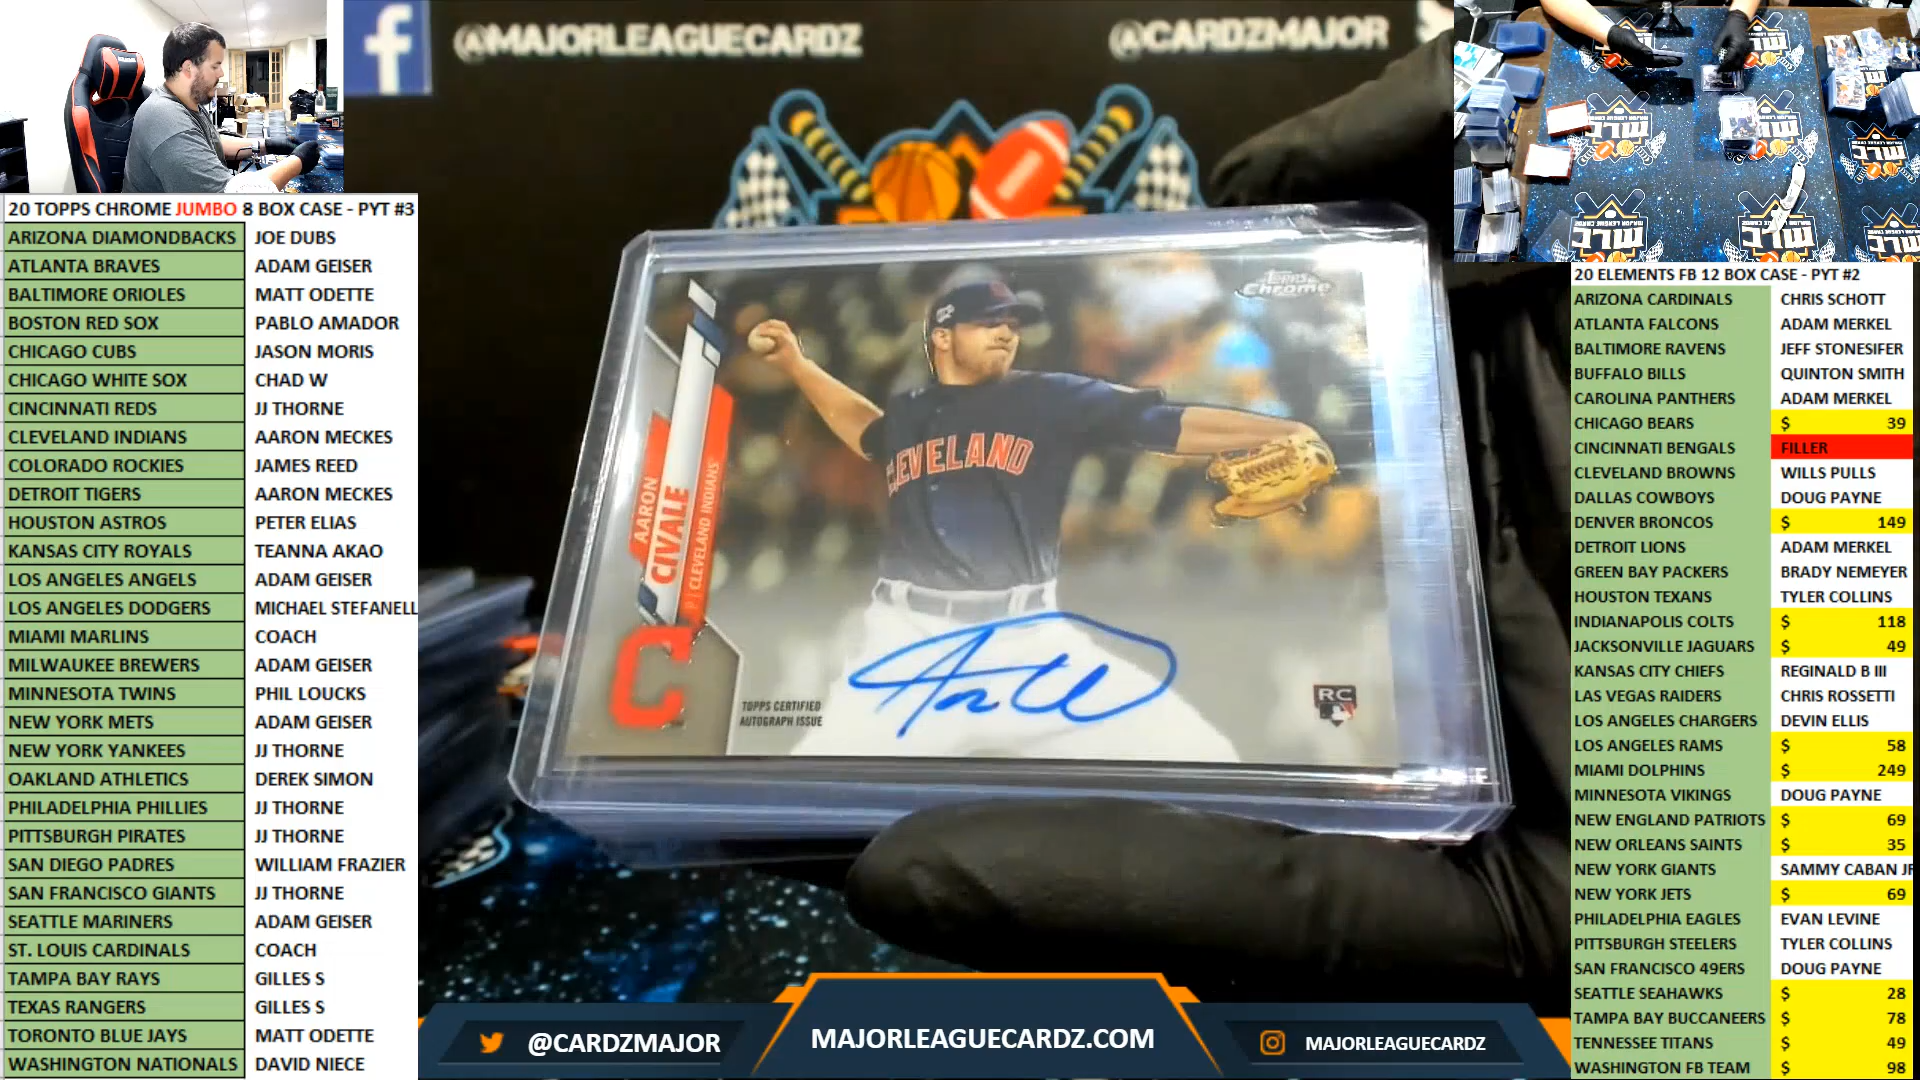 @MAJORLEAGUECARDZ
@CARDZMAJOR
20 TOPPS CHROME JUMBO 8 BOX CASE - PYT #3
ARIZONA DIAMONDBACKS JOE DUBS
ATLANTA BRAVES ADAM GEISER
BALTIMORE ORIOLES MATT ODETTE
BOSTON RED SOX PABLO AMADOR
CHICAGO CUBS JASON MORIS
CHICAGO WHITE SOX CHAD W
CINCINNATI REDS JJ THORNE
CLEVELAND INDIANS AARON MECKES
COLORADO ROCKIES JAMES REED
DETROIT TIGERS AARON MECKES
HOUSTON ASTROS PETER ELIAS
KANSAS CITY ROYALS TEANNA AKAO
LOS ANGELES ANGELS ADAM GEISER
LOS ANGELES DODGERS MICHAEL STEFANELL
MIAMI MARLINS COACH
MILWAUKEE BREWERS ADAM GEISER
MINNESOTA TWINS PHIL LOUCKS
NEW YORK METS ADAM GEISER
NEW YORK YANKEES JJ THORNE
OAKLAND ATHLETICS DEREK SIMON
PHILADELPHIA PHILLIES JJ THORNE
PITTSBURGH PIRATES JJ THORNE
SAN DIEGO PADRES WILLIAM FRAZIER
SAN FRANCISCO GIANTS JJ THORNE
SEATTLE MARINERS ADAM GEISER
ST. LOUIS CARDINALS COACH
TAMPA BAY RAYS GILLES S
TEXAS RANGERS GILLES S
TORONTO BLUE JAYS MATT ODETTE
WASHINGTON NATIONALS DAVID NIECE
Topps Chrome
CLEVELAND
AARON
CIVALE
P | CLEVELAND INDIANS
C
TOPPS CERTIFIED
AUTOGRAPH ISSUE
RC
@CARDZMAJOR
MAJORLEAGUECARDZ.COM
MAJORLEAGUECARDZ
20 ELEMENTS FB 12 BOX CASE - PYT #2
ARIZONA CARDINALS CHRIS SCHOTT
ATLANTA FALCONS ADAM MERKEL
BALTIMORE RAVENS JEFF STONESIFER
BUFFALO BILLS QUINTON SMITH
CAROLINA PANTHERS ADAM MERKEL
CHICAGO BEARS $ 39
CINCINNATI BENGALS FILLER
CLEVELAND BROWNS WILLS PULLS
DALLAS COWBOYS DOUG PAYNE
DENVER BRONCOS $ 149
DETROIT LIONS ADAM MERKEL
GREEN BAY PACKERS BRADY NEMEYER
HOUSTON TEXANS TYLER COLLINS
INDIANAPOLIS COLTS $ 118
JACKSONVILLE JAGUARS $ 49
KANSAS CITY CHIEFS REGINALD B III
LAS VEGAS RAIDERS CHRIS ROSSETTI
LOS ANGELES CHARGERS DEVIN ELLIS
LOS ANGELES RAMS $ 58
MIAMI DOLPHINS $ 249
MINNESOTA VIKINGS DOUG PAYNE
NEW ENGLAND PATRIOTS $ 69
NEW ORLEANS SAINTS $ 35
NEW YORK GIANTS SAMMY CABAN JR
NEW YORK JETS $ 69
PHILADELPHIA EAGLES EVAN LEVINE
PITTSBURGH STEELERS TYLER COLLINS
SAN FRANCISCO 49ERS DOUG PAYNE
SEATTLE SEAHAWKS $ 28
TAMPA BAY BUCCANEERS $ 78
TENNESSEE TITANS $ 49
WASHINGTON FB TEAM $ 98